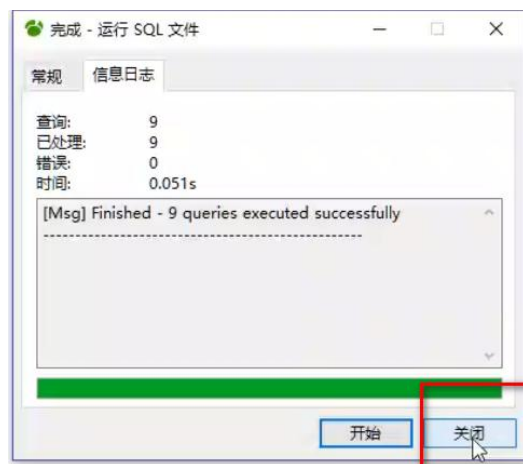 完成 - 运行 SQL 文件
常规 信息日志
查询: 9
已处理: 9
错误: 0
时间: 0.051s
[Msg] Finished - 9 queries executed successfully
--------------------------------------------------
开始 关闭